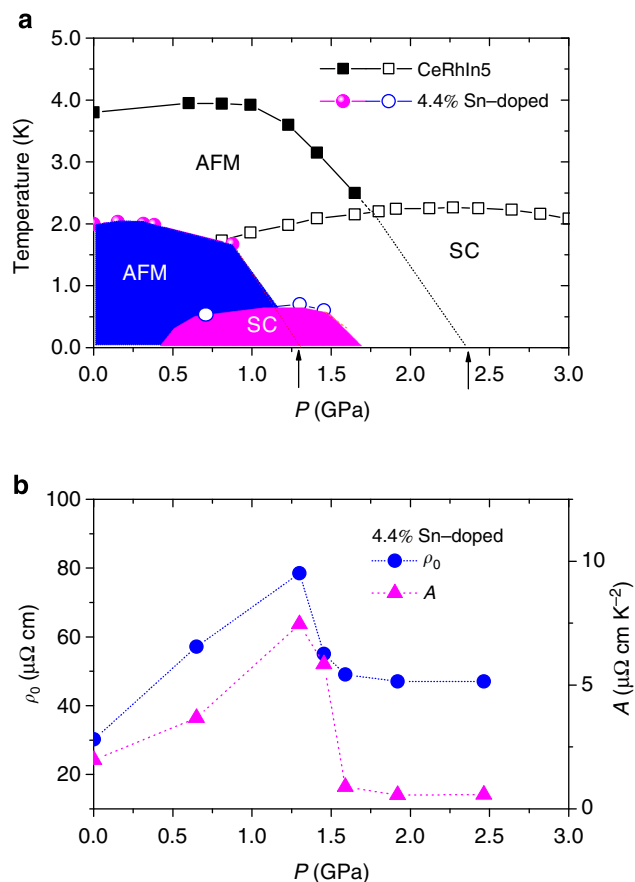 a
5.0
4.0
3.0
2.0
1.0
0.0
Temperature (K)
CeRhIn5
4.4% Sn–doped
AFM
AFM
SC
SC
0.0 0.5 1.0 1.5 2.0 2.5 3.0
P (GPa)
b
100
80
60
40
20
ρ0 (μΩ cm)
4.4% Sn–doped
ρ0
A
10
5
0
A (μΩ cm K−2)
0.0 0.5 1.0 1.5 2.0 2.5 3.0
P (GPa)